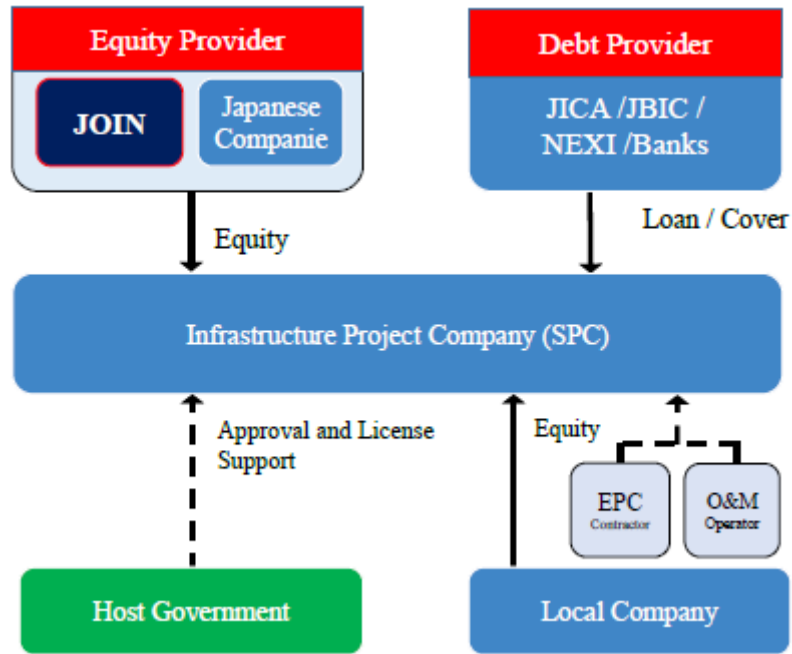 Equity Provider
JOIN
Japanese
Companie
Debt Provider
JICA /JBIC /
NEXI /Banks
Equity
Loan / Cover
Infrastructure Project Company (SPC)
Approval and License
Support
Equity
EPC
Contractor
O&M
Operator
Host Government
Local Company